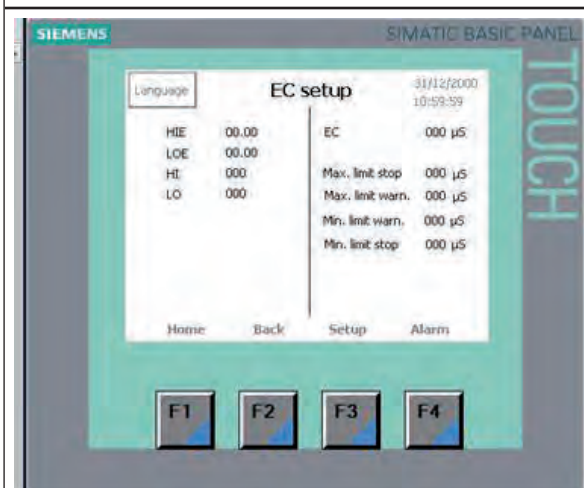 SIEMENS SIMATIC BASIC PANEL
TOUCH
Language EC setup 31/12/2000
10:59:59
HIE 00.00 EC 000 µS
LOE 00.00
HI 000 Max. limit stop 000 µS
LO 000 Max. limit warn. 000 µS
Min. limit warn. 000 µS
Min. limit stop 000 µS
Home Back Setup Alarm
F1 F2 F3 F4